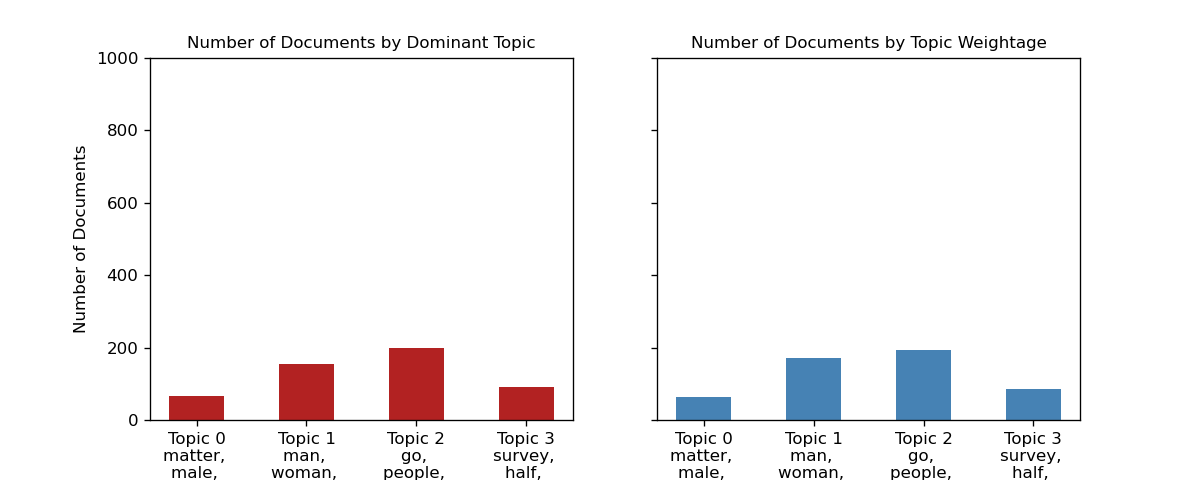 Number of Documents by Dominant Topic
Number of Documents
1000
800
600
400
200
0
Topic 0
matter,
male,
Topic 1
man,
woman,
Topic 2
go,
people,
Topic 3
survey,
half,
Number of Documents by Topic Weightage
Topic 0
matter,
male,
Topic 1
man,
woman,
Topic 2
go,
people,
Topic 3
survey,
half,